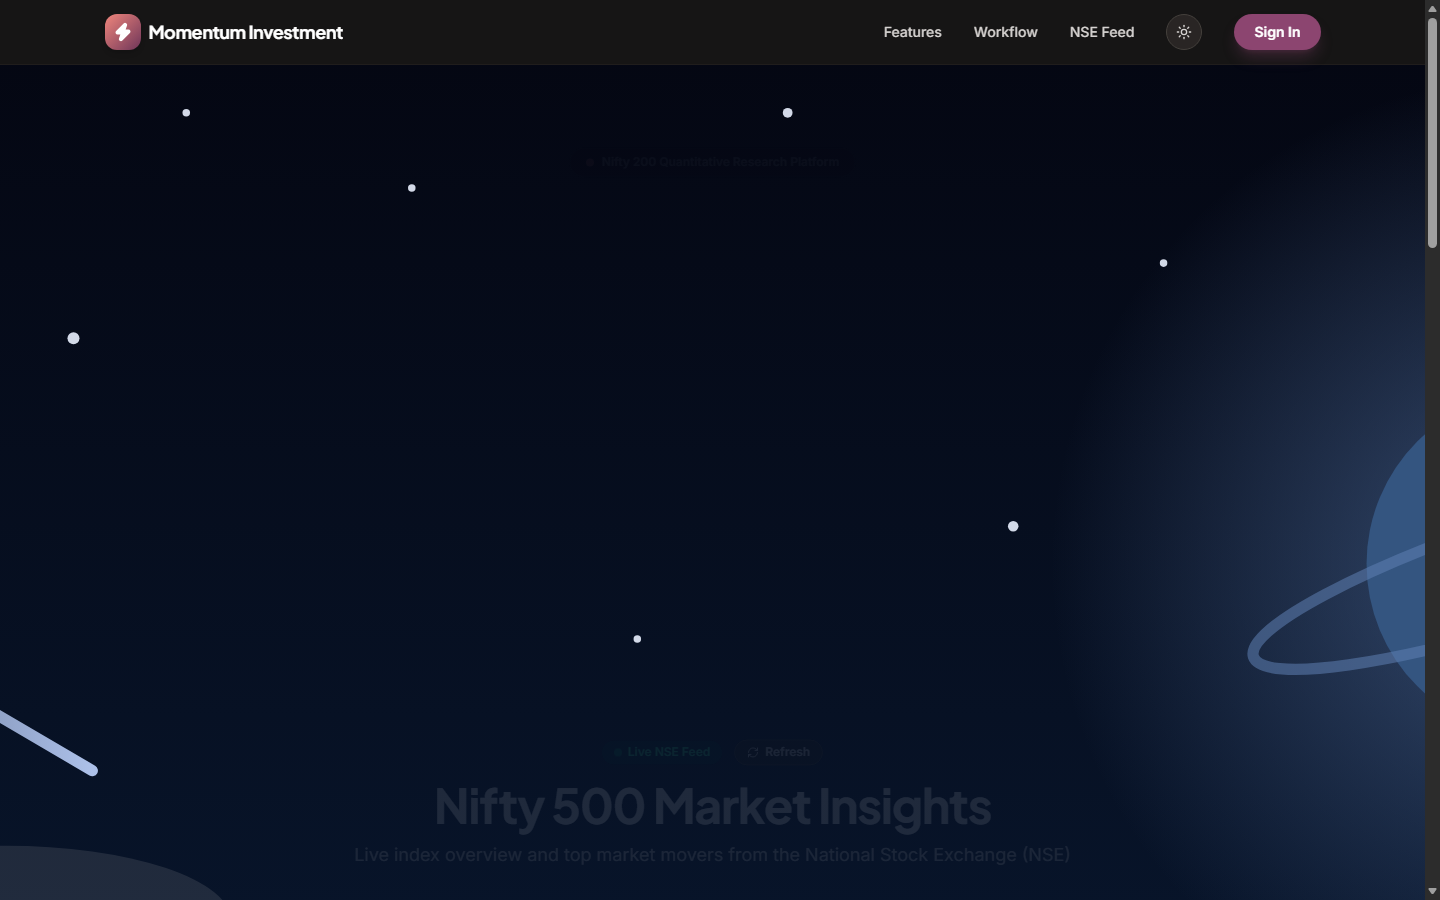 Momentum Investment
Features
Workflow
NSE Feed
Sign In
Nifty 200 Quantitative Research Platform
Live NSE Feed
Refresh
Nifty 500 Market Insights
Live index overview and top market movers from the National Stock Exchange (NSE)